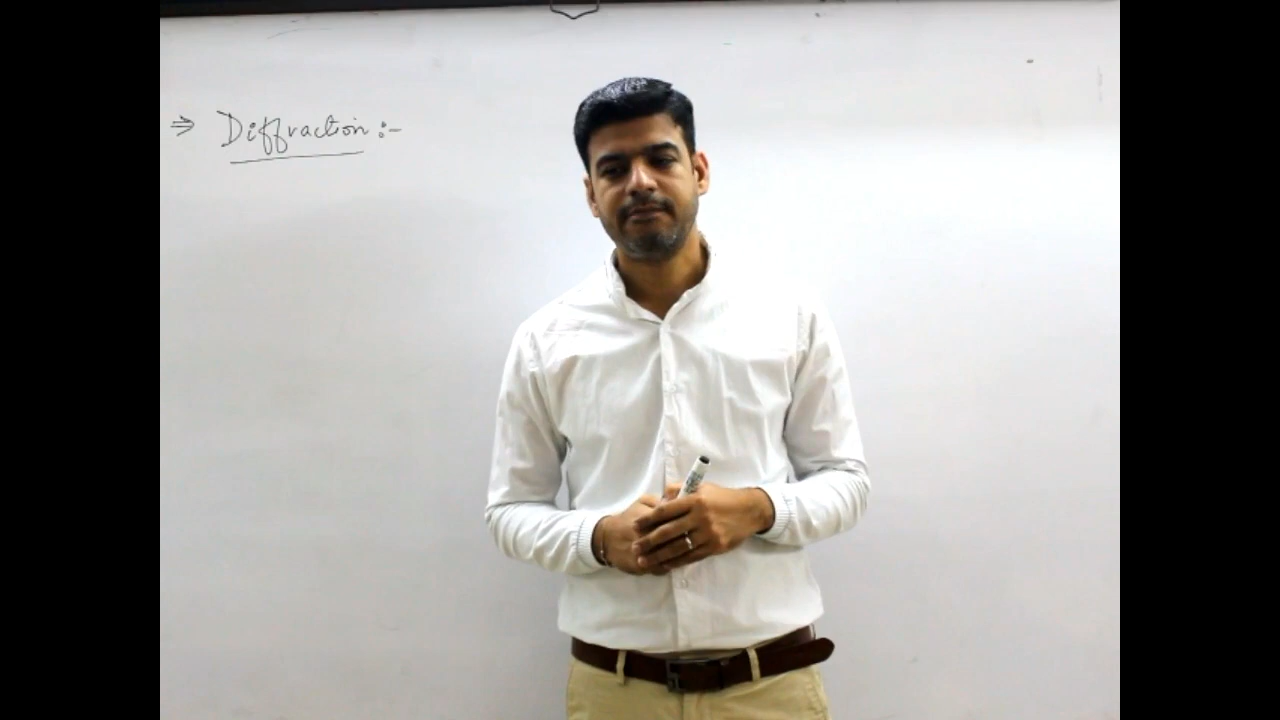 ⇒ Diffraction :-